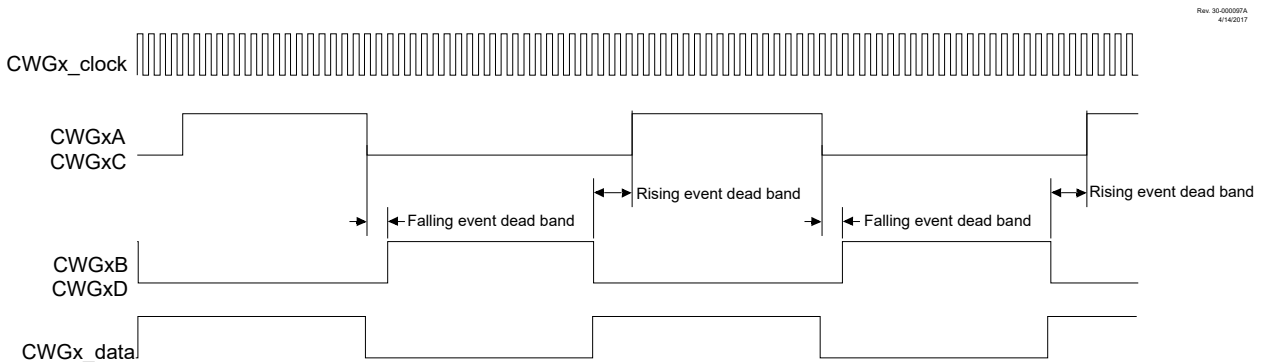 Rev. 30-000097A
4/14/2017
CWGx_clock
CWGxA
CWGxC
Rising event dead band
Rising event dead band
Falling event dead band
Falling event dead band
CWGxB
CWGxD
CWGx_data